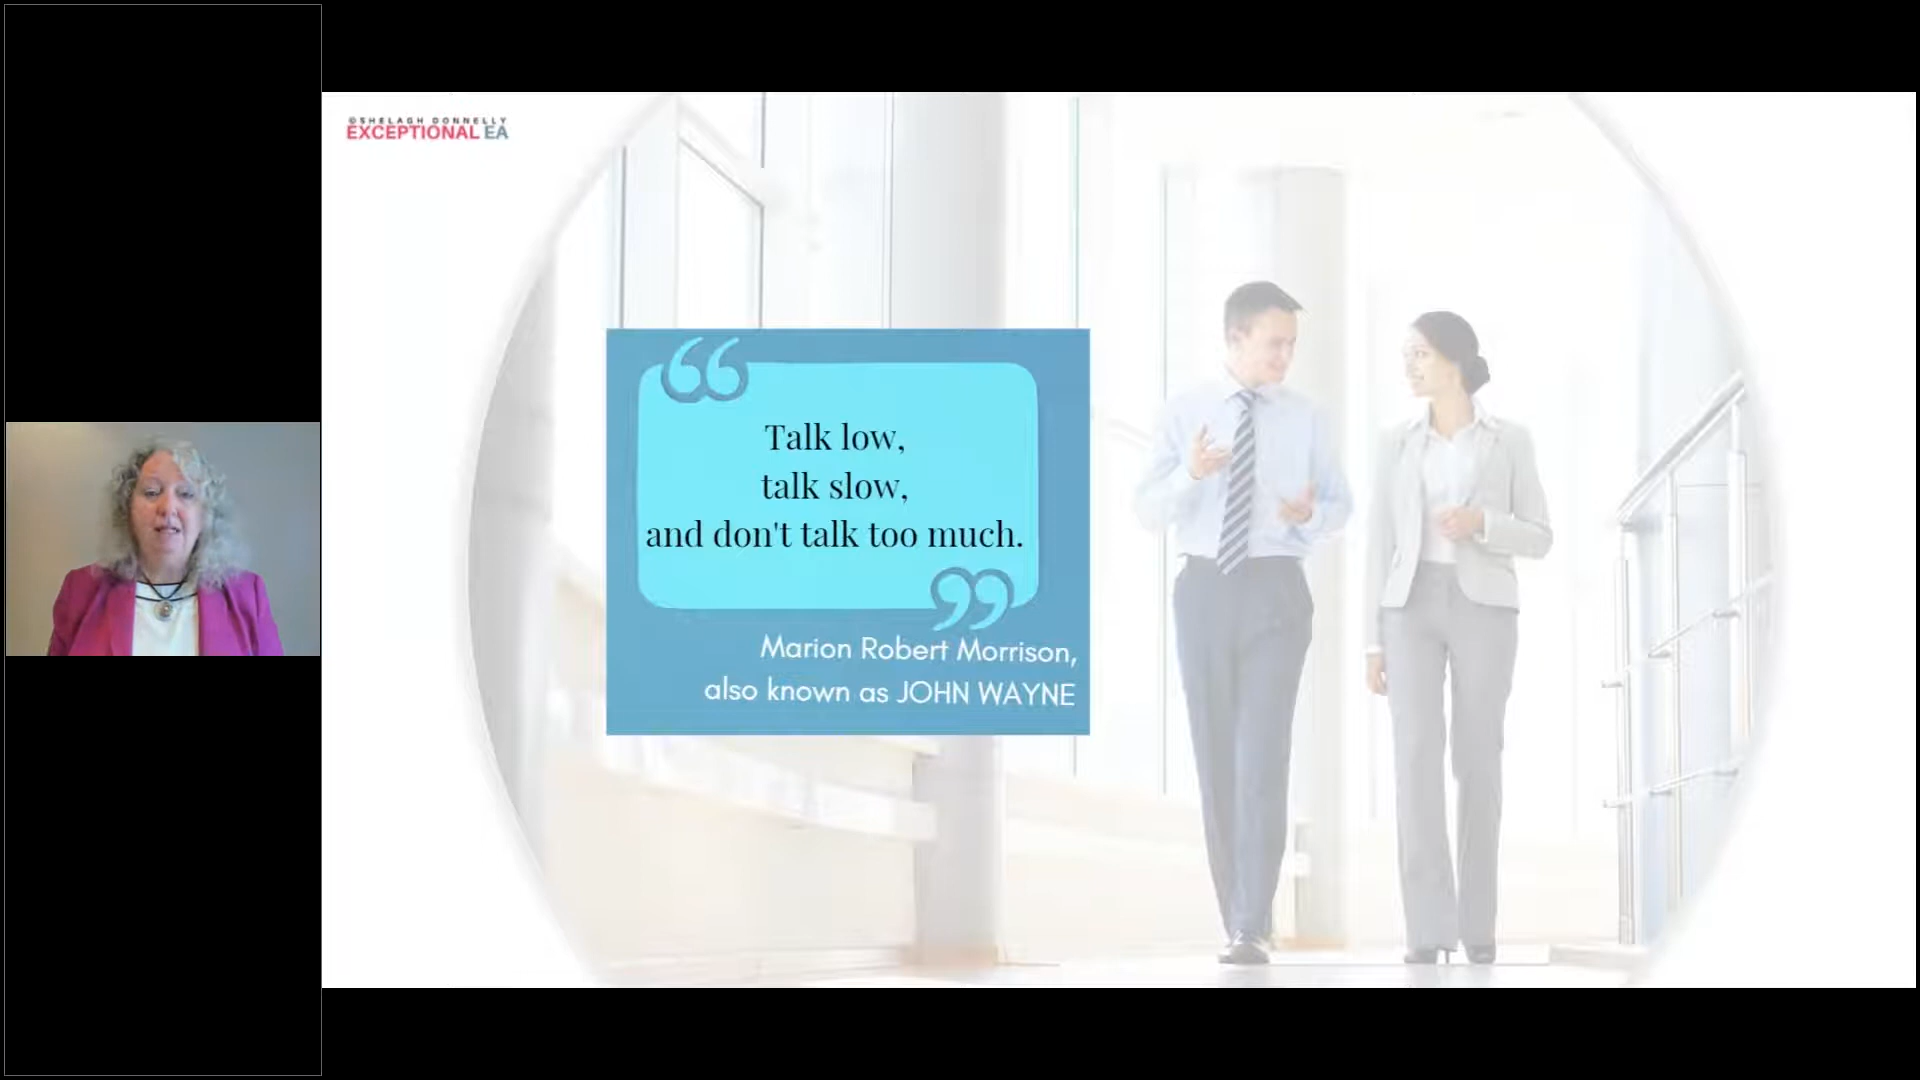 ©SHELAGH DONNELLY
EXCEPTIONAL EA
Talk low,
talk slow,
and don't talk too much.
Marion Robert Morrison,
also known as JOHN WAYNE